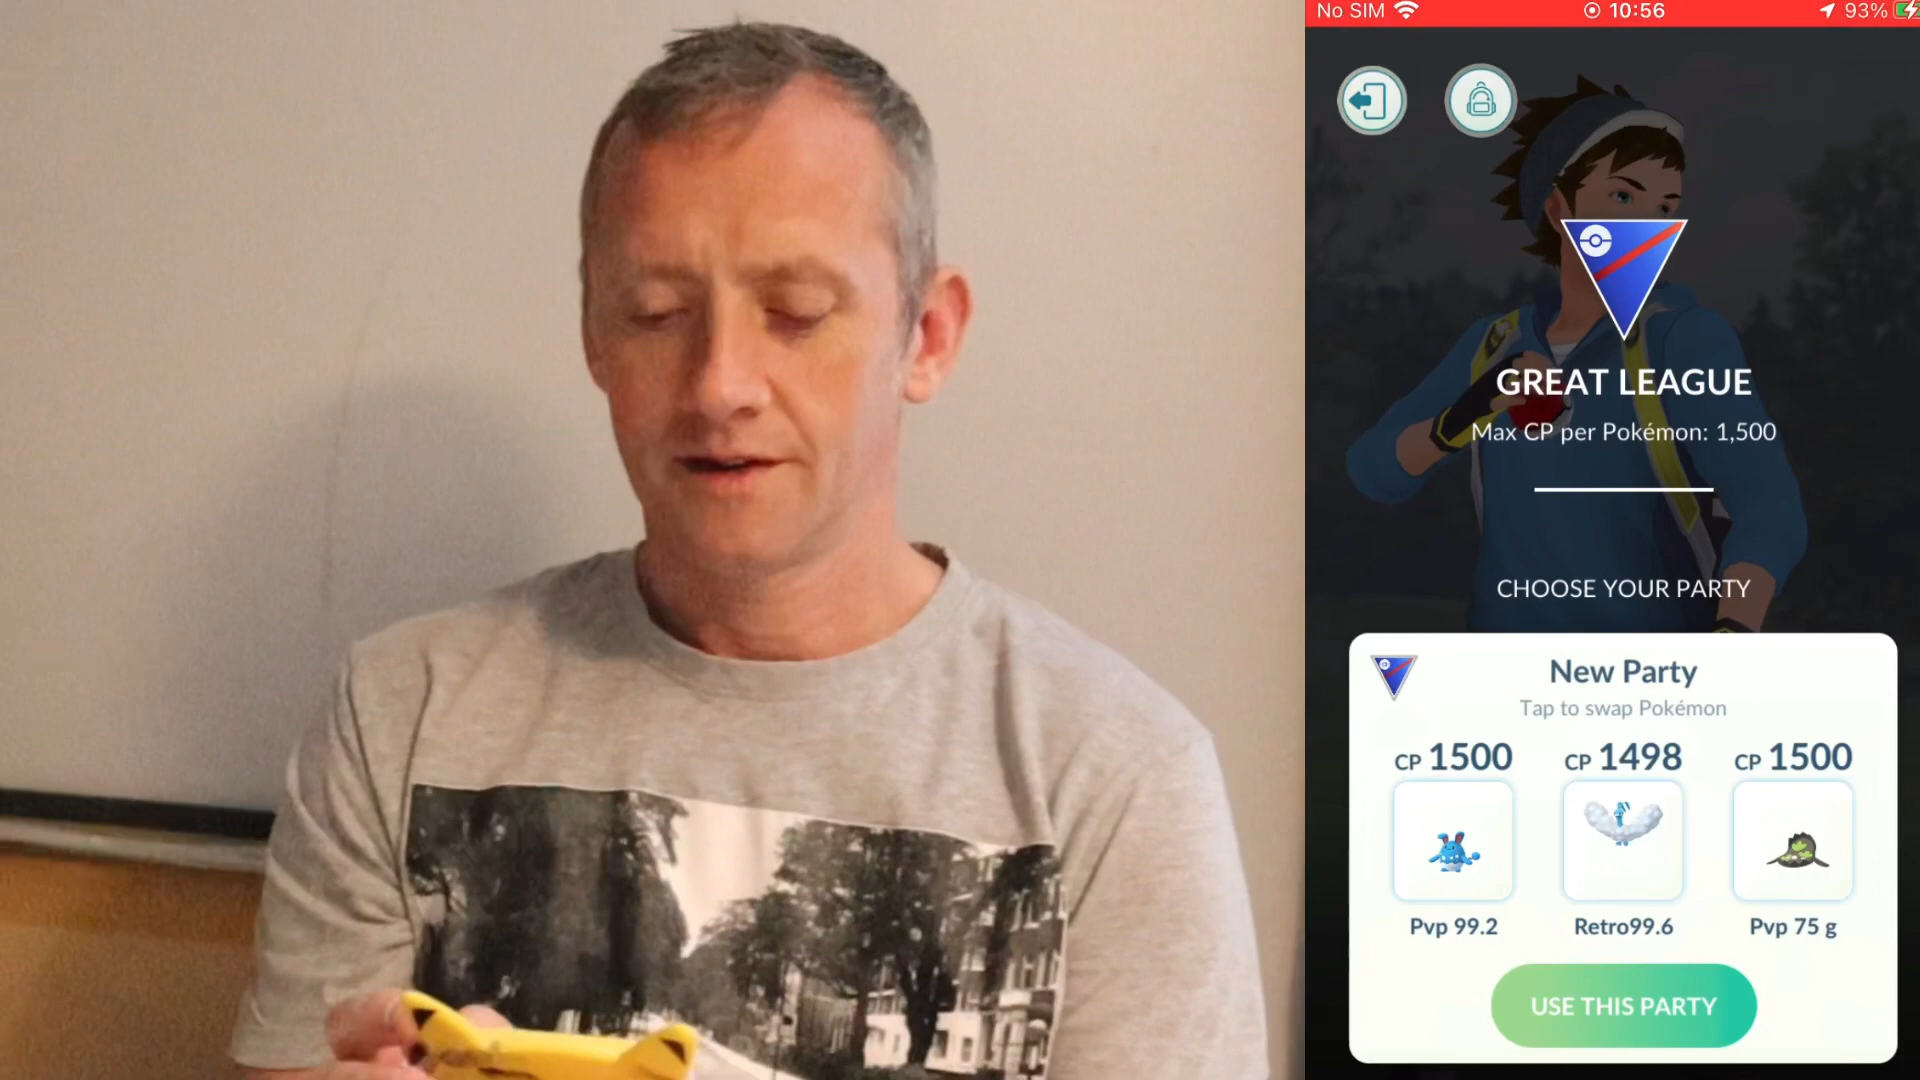 No SIM 10:56 93%
GREAT LEAGUE
Max CP per Pokémon: 1,500
CHOOSE YOUR PARTY
New Party
Tap to swap Pokémon
CP 1500 CP 1498 CP 1500
Pvp 99.2 Retro99.6 Pvp 75 g
USE THIS PARTY